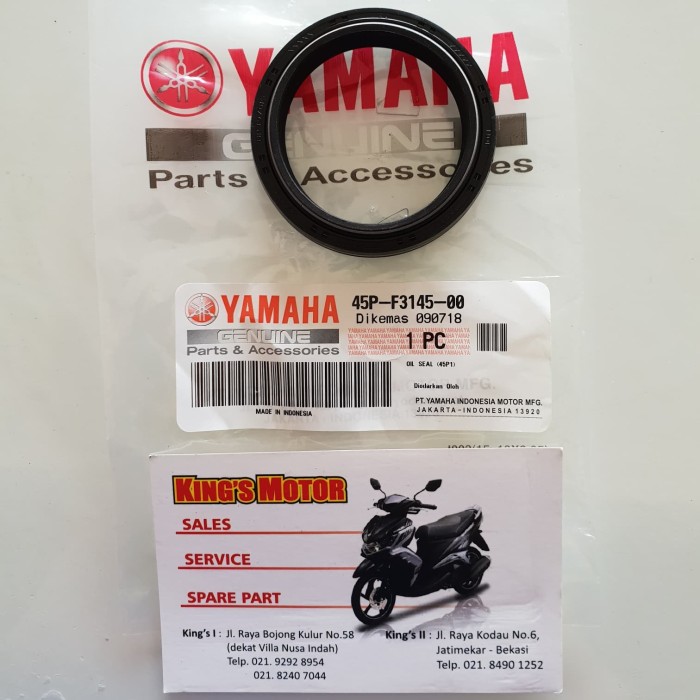 YAMAHA
GENUINE
Parts & Accessories
YAMAHA
GENUINE
Parts & Accessories
45P-F3145-00
Dikemas 090718
1 PC
OIL SEAL (45P1)
Diedarkan Oleh
PT. YAMAHA INDONESIA MOTOR MFG.
JAKARTA-INDONESIA 13920
MADE IN INDONESIA
KING'S MOTOR
SALES
SERVICE
SPARE PART
King's I : Jl. Raya Bojong Kulur No.58
(dekat Villa Nusa Indah)
Telp. 021. 9292 8954
021. 8240 7044
King's II : Jl. Raya Kodau No.6,
Jatimekar - Bekasi
Telp. 021. 8490 1252